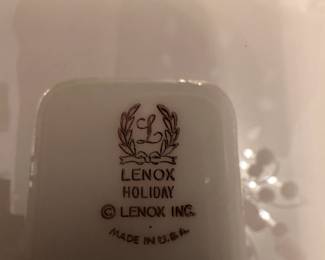 L
LENOX
HOLIDAY
© LENOX INC.
MADE IN U.S.A.